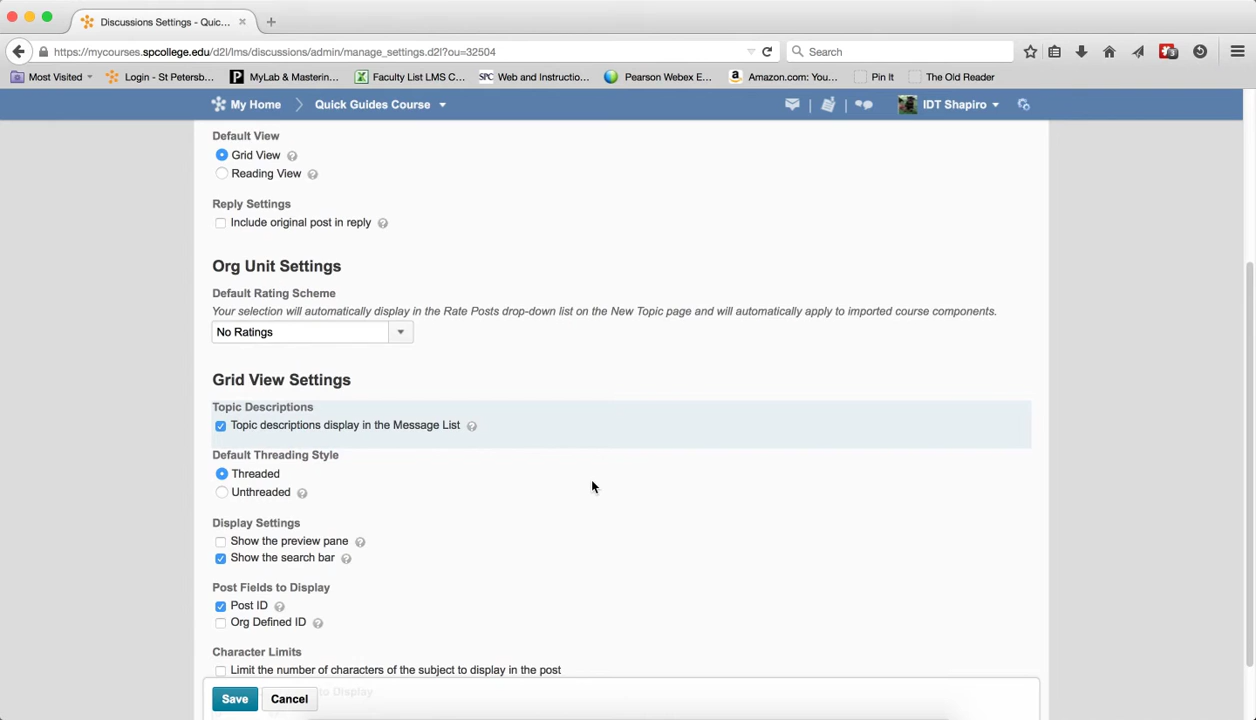 Discussions Settings - Quic...
https://mycourses.spcollege.edu/d2l/lms/discussions/admin/manage_settings.d2l?ou=32504
Search
Most Visited
Login - St Petersb...
MyLab & Mastering...
Faculty List LMS C...
SPC Web and Instructio...
Pearson Webex E...
Amazon.com: You...
Pin It
The Old Reader
My Home
Quick Guides Course
IDT Shapiro
Default View
Grid View
Reading View
Reply Settings
Include original post in reply
Org Unit Settings
Default Rating Scheme
Your selection will automatically display in the Rate Posts drop-down list on the New Topic page and will automatically apply to imported course components.
No Ratings
Grid View Settings
Topic Descriptions
Topic descriptions display in the Message List
Default Threading Style
Threaded
Unthreaded
Display Settings
Show the preview pane
Show the search bar
Post Fields to Display
Post ID
Org Defined ID
Character Limits
Limit the number of characters of the subject to display in the post
to Display
Save
Cancel